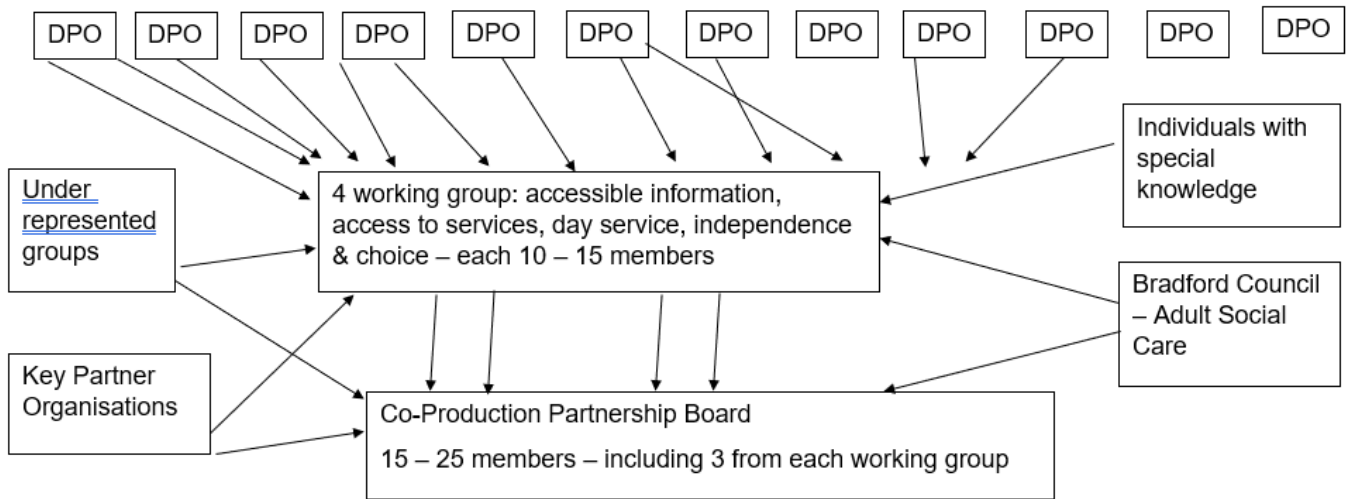 DPO
DPO
DPO
DPO
DPO
DPO
DPO
DPO
DPO
DPO
DPO
DPO
Individuals with
special
knowledge
Under
represented
groups
4 working group: accessible information,
access to services, day service, independence
& choice – each 10 – 15 members
Bradford Council
– Adult Social
Care
Key Partner
Organisations
Co-Production Partnership Board
15 – 25 members – including 3 from each working group